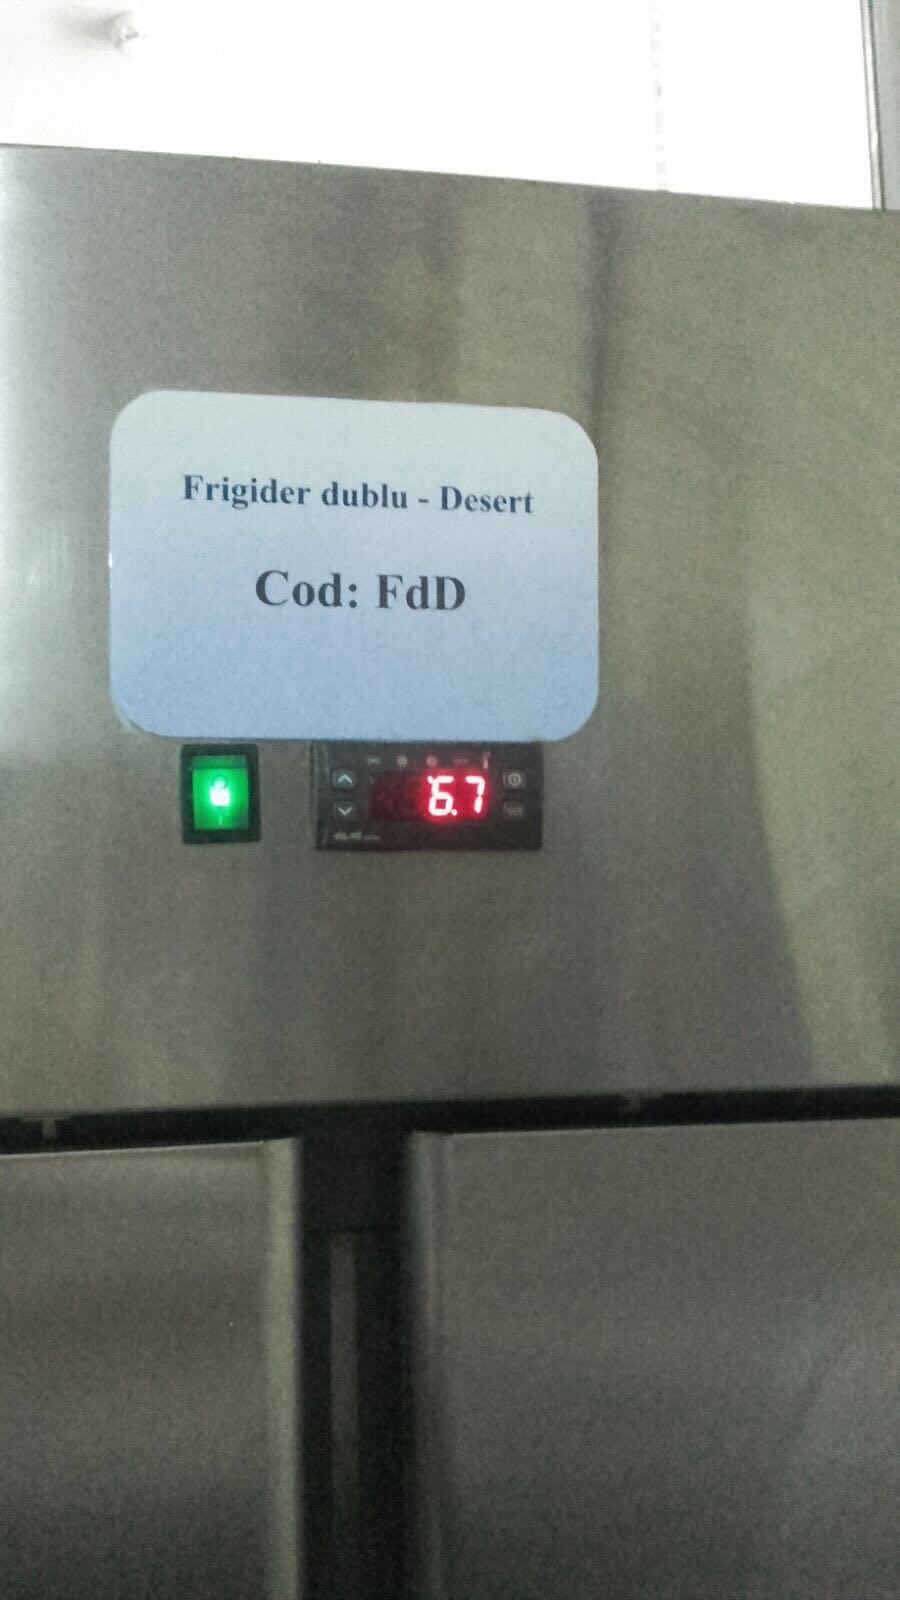 Frigider dublu - Desert
Cod: FdD
6.7